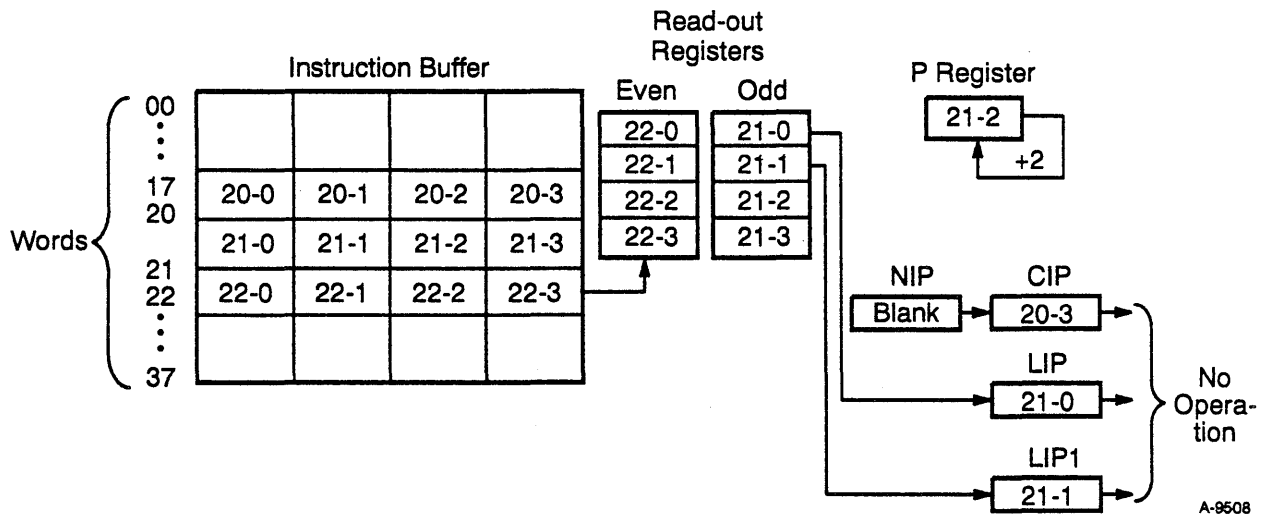 Read-out
Registers
Instruction Buffer
P Register
Even Odd
00
22-0 21-0
21-2
22-1 21-1
+2
17
20-0 20-1 20-2 20-3
22-2 21-2
20
Words
21-0 21-1 21-2 21-3
22-3 21-3
21
22
22-0 22-1 22-2 22-3
NIP CIP
Blank 20-3
37
LIP
21-0
No
Opera-
tion
LIP1
21-1
A-9508